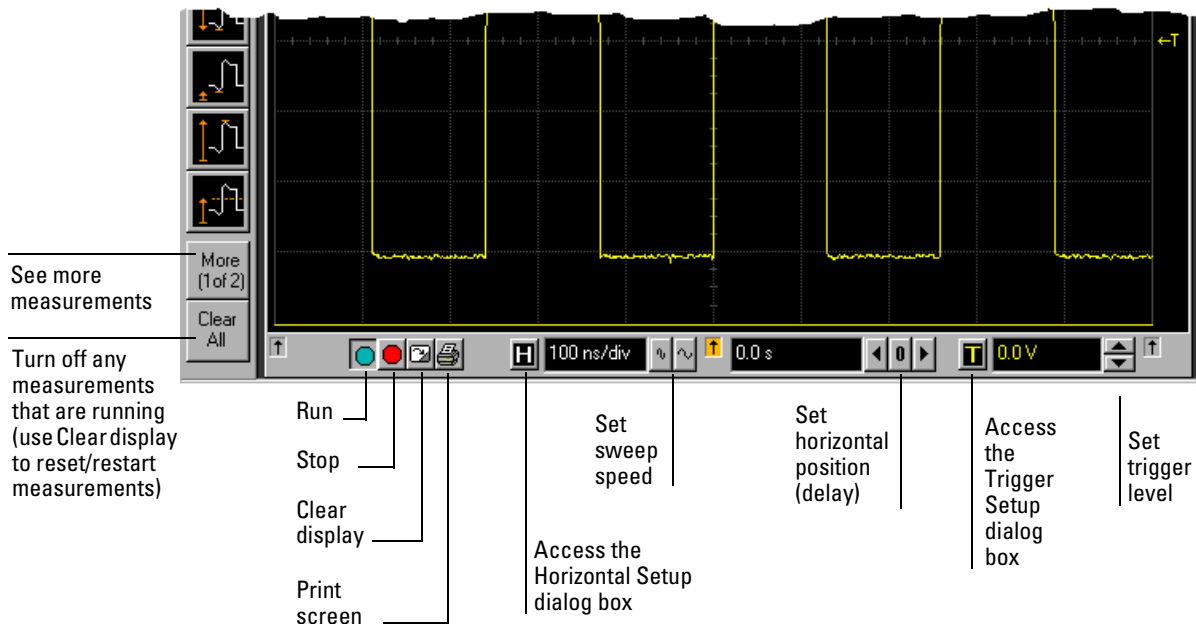 ←T
More
(1of 2)
Clear
All
H
100 ns/div
0.0 s
0
T
0.0 V
See more
measurements
Turn off any
measurements
that are running
(use Clear display
to reset/restart
measurements)
Run
Stop
Clear
display
Print
screen
Access the
Horizontal Setup
dialog box
Set
sweep
speed
Set
horizontal
position
(delay)
Access
the
Trigger
Setup
dialog
box
Set
trigger
level